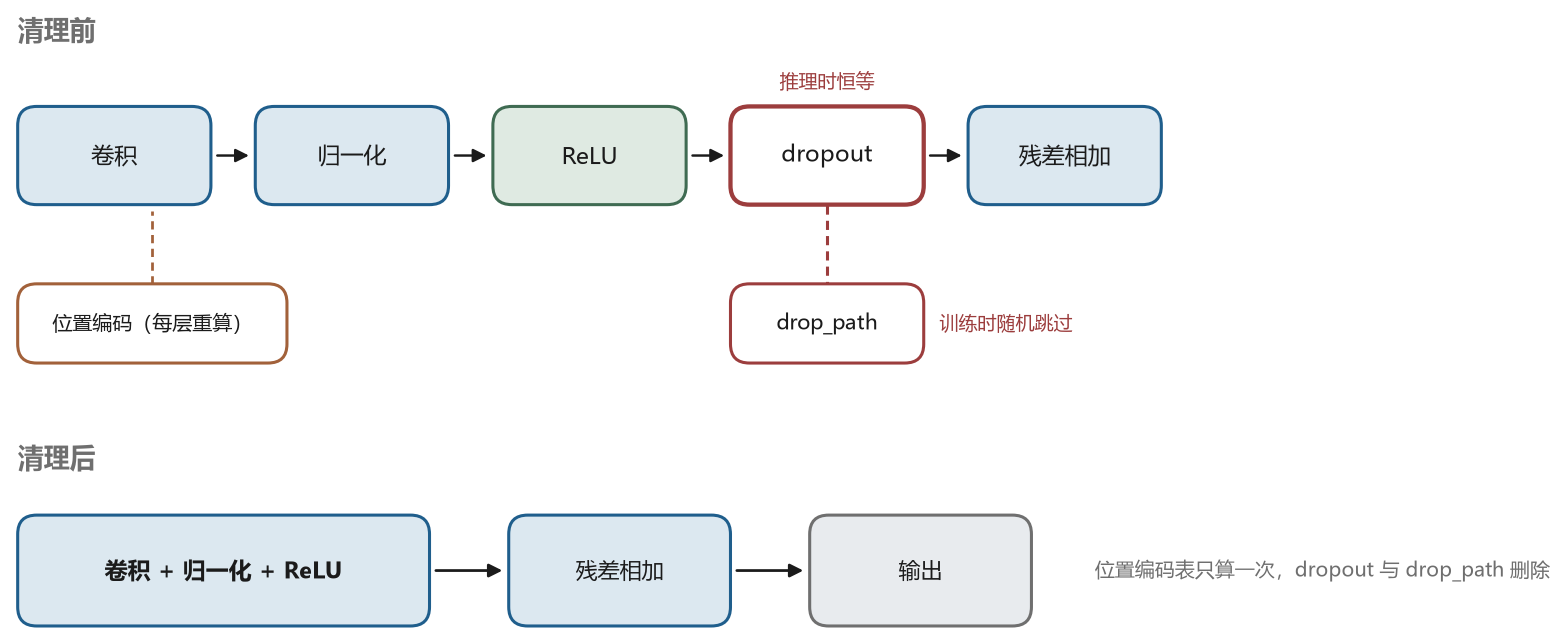 清理前
推理时恒等
卷积
归一化
ReLU
dropout
残差相加
位置编码（每层重算）
drop_path
训练时随机跳过
清理后
卷积 + 归一化 + ReLU
残差相加
输出
位置编码表只算一次，dropout 与 drop_path 删除